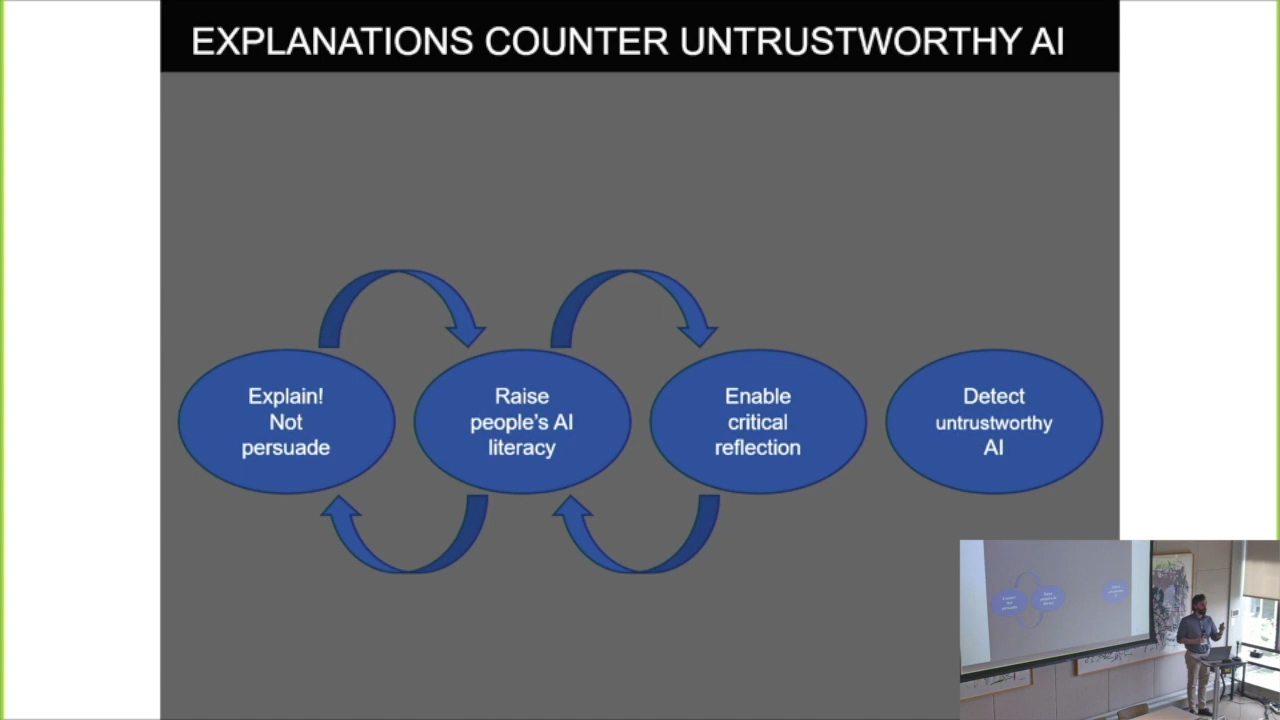 EXPLANATIONS COUNTER UNTRUSTWORTHY AI
Explain!
Not
persuade
Raise
people's AI
literacy
Enable
critical
reflection
Detect
untrustworthy
AI